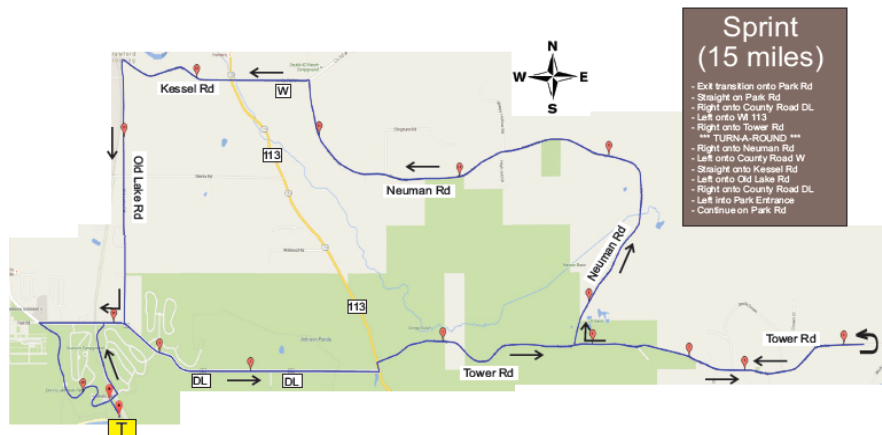 Sprint
(15 miles)
- Exit transition onto Park Rd
- Straight on Park Rd
- Right onto County Road DL
- Left onto WI 113
- Right onto Tower Rd
*** TURN-A-ROUND ***
- Right onto Neuman Rd
- Left onto County Road W
- Straight onto Kessel Rd
- Left onto Old Lake Rd
- Right onto County Road DL
- Left into Park Entrance
- Continue on Park Rd
N
W
E
S
Kessel Rd
W
113
Old Lake Rd
Neuman Rd
Neuman Rd
113
Tower Rd
Tower Rd
DL
DL
T